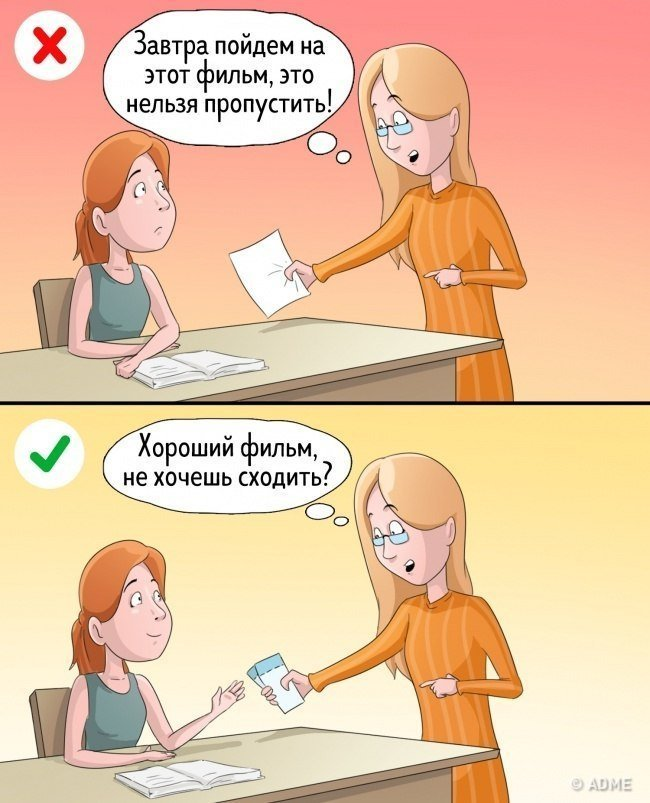 Завтра пойдем на
этот фильм, это
нельзя пропустить!
Хороший фильм,
не хочешь сходить?
© ADME